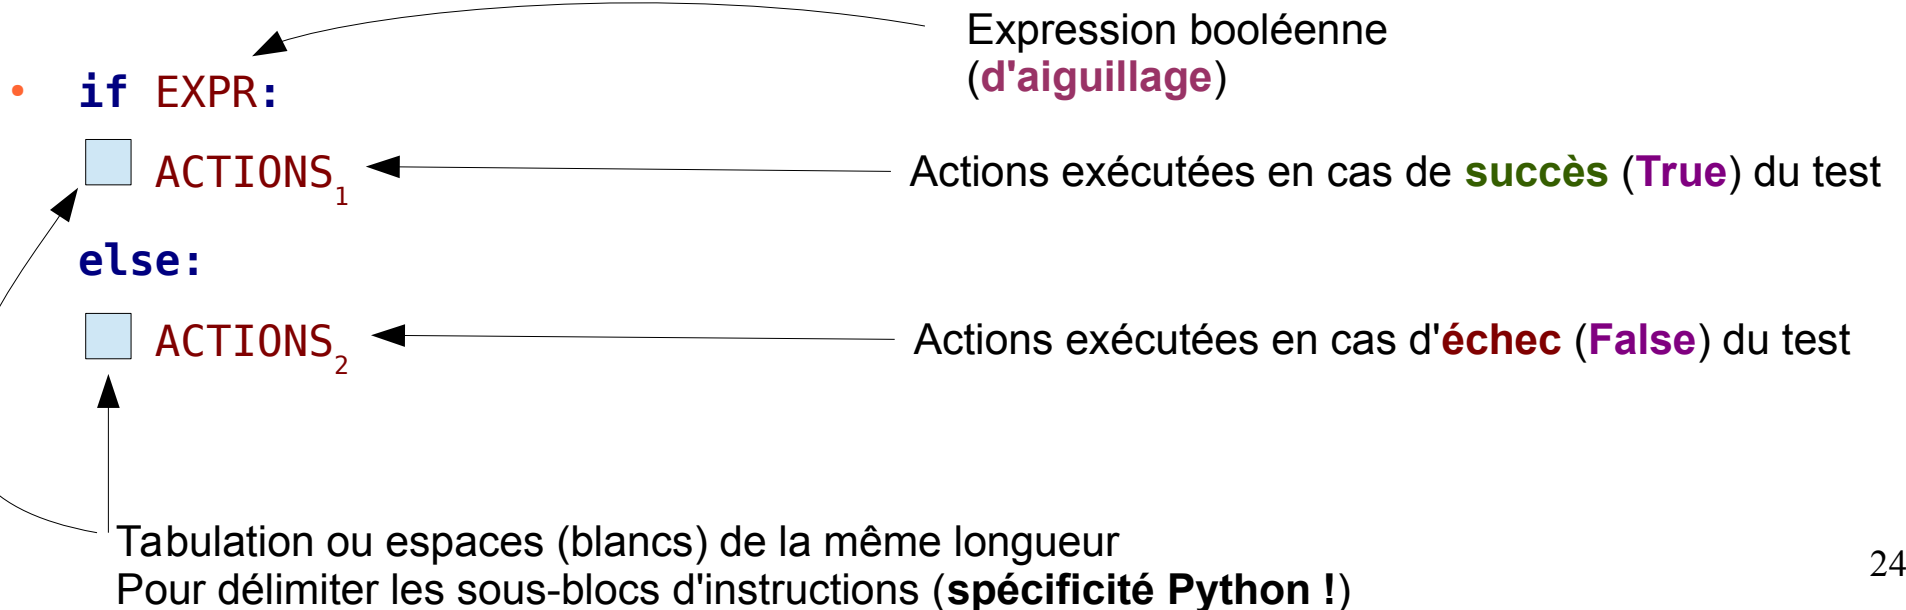 Expression booléenne
(d'aiguillage)
• if EXPR:
ACTIONS₁
Actions exécutées en cas de succès (True) du test
else:
ACTIONS₂
Actions exécutées en cas d'échec (False) du test
Tabulation ou espaces (blancs) de la même longueur
Pour délimiter les sous-blocs d'instructions (spécificité Python !)
24